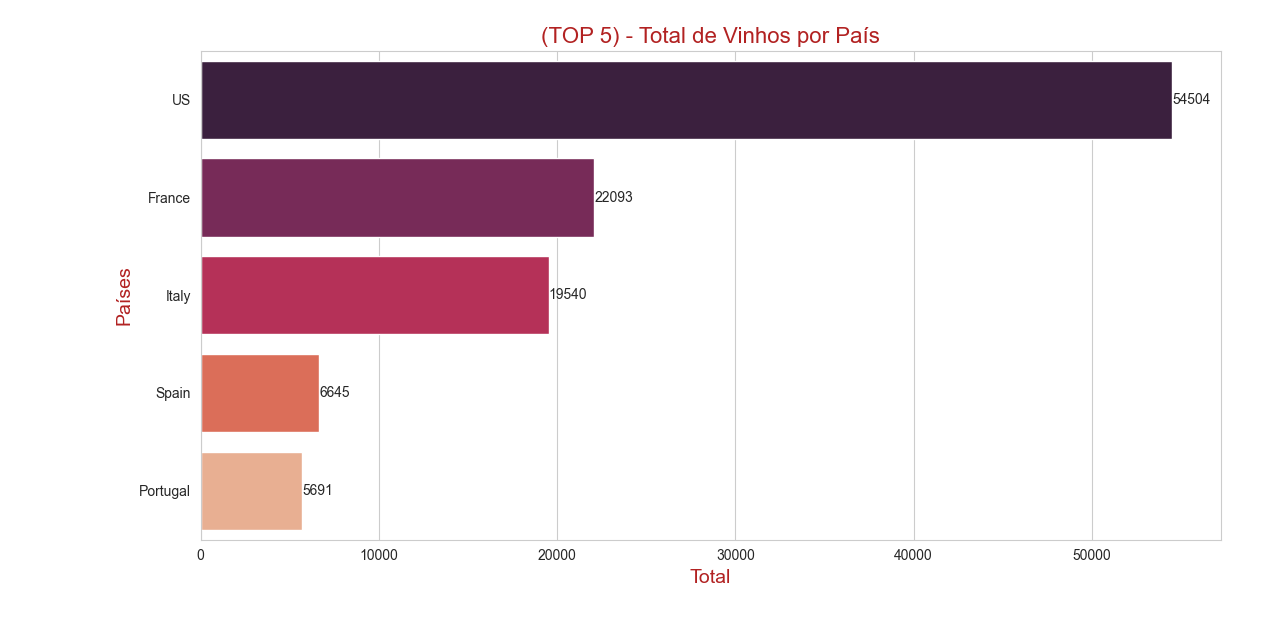 (TOP 5) - Total de Vinhos por País
US
54504
France
22093
Italy
19540
Países
Spain
6645
Portugal
5691
0 10000 20000 30000 40000 50000
Total